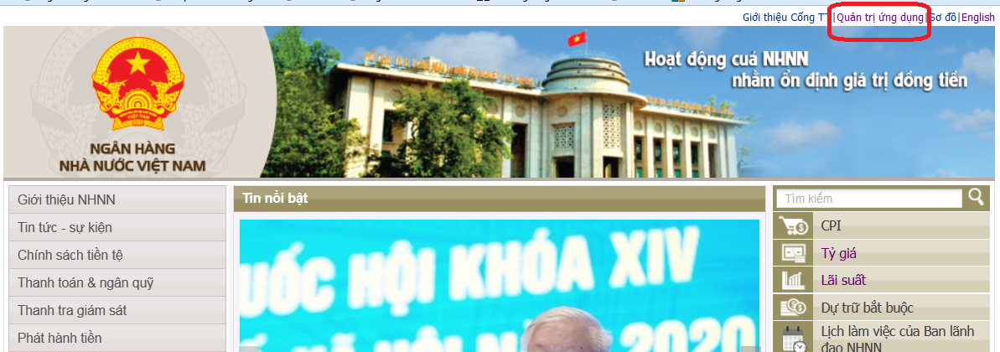 Giới thiệu Cổng TT|Quản trị ứng dụng|Sơ đồ|English
Hoạt động cuả NHNN
nhằm ổn định giá trị đồng tiền
NGÂN HÀNG
NHÀ NƯỚC VIỆT NAM
Giới thiệu NHNN
Tin tức - sự kiện
Chính sách tiền tệ
Thanh toán & ngân quỹ
Thanh tra giám sát
Phát hành tiền
Tin nổi bật
UỐC HỘI KHÓA XIV
2020
Tìm kiếm
CPI
Tỷ giá
Lãi suất
Dự trữ bắt buộc
Lịch làm việc của Ban lãnh
đạo NHNN